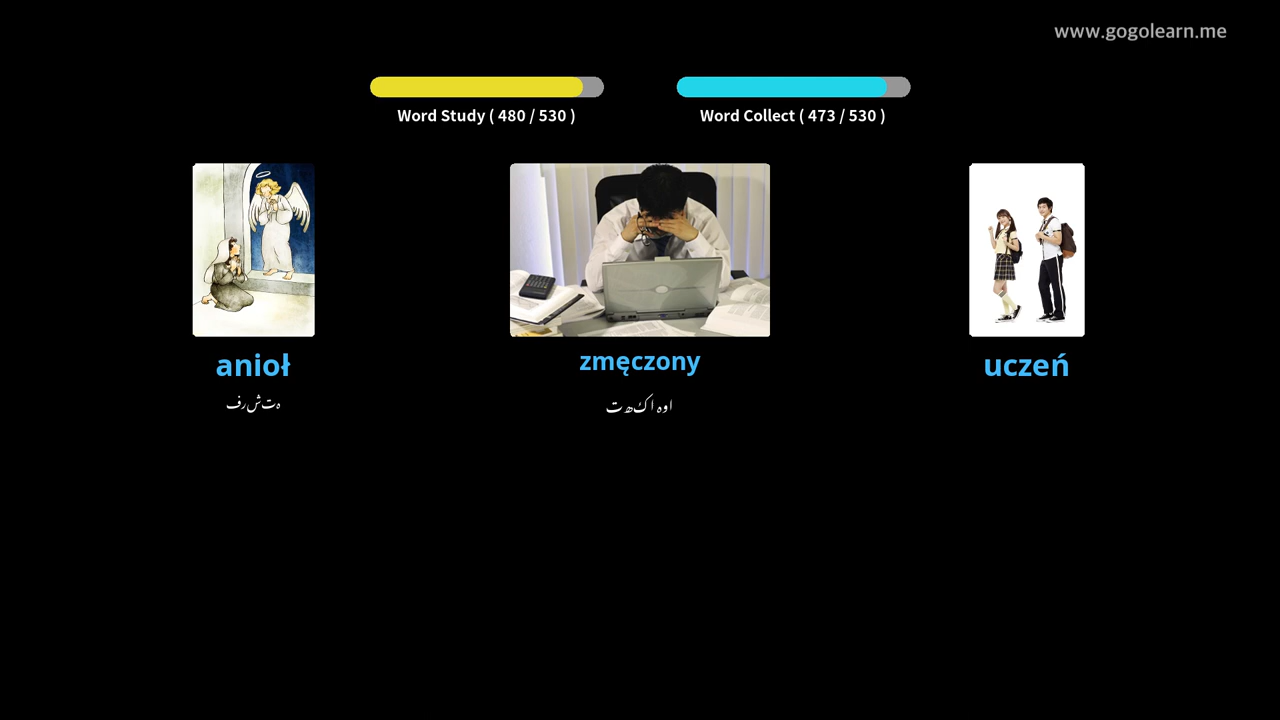 www.gogolearn.me
Word Study ( 480 / 530 )
Word Collect ( 473 / 530 )
anioł
zmęczony
uczeń
ہتشرف
اوہ اکھت